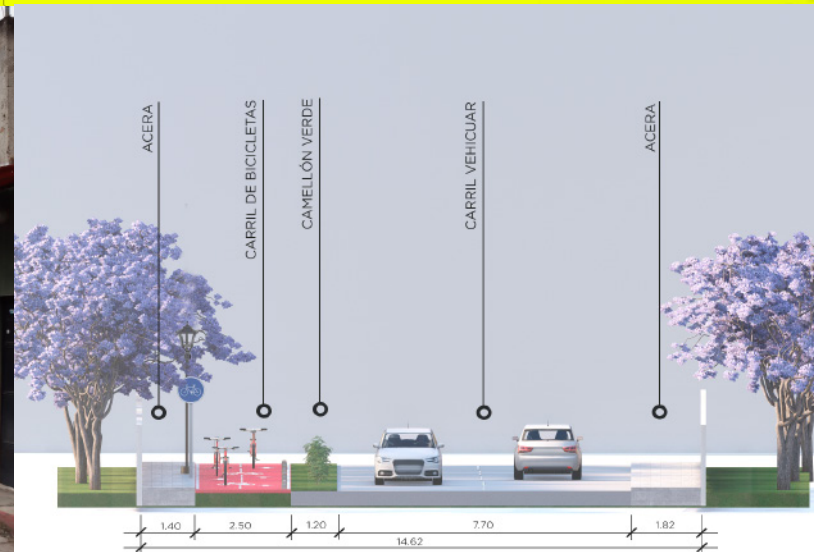 ACERA
CARRIL DE BICICLETAS
CAMELLÓN VERDE
CARRIL VEHICUAR
ACERA
1.40 2.50 1.20 7.70 1.82
14.62